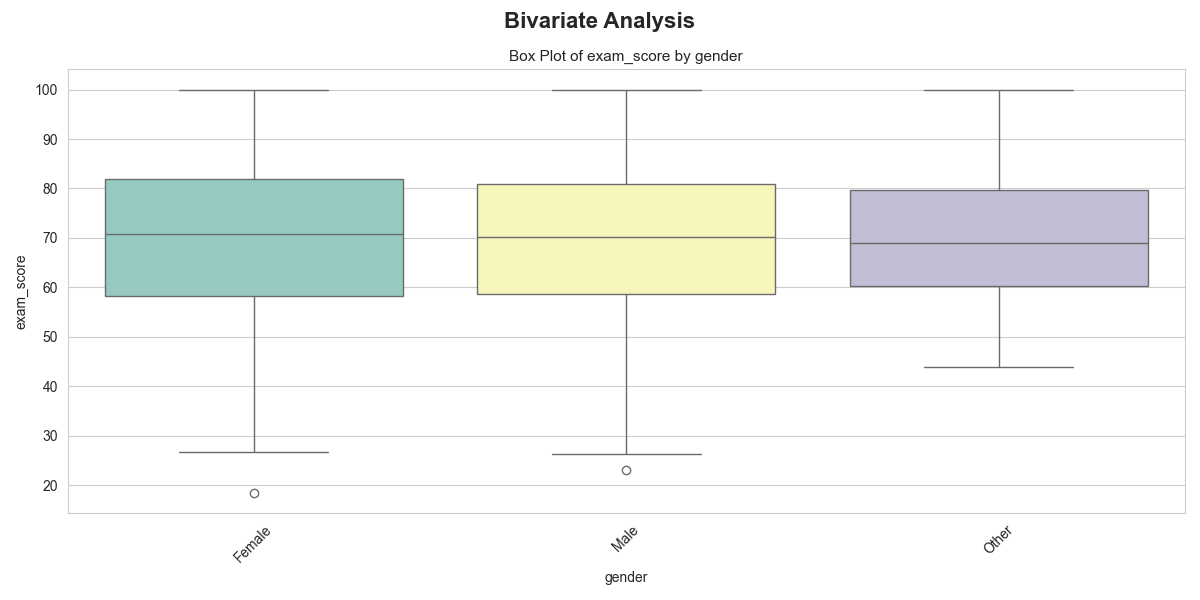 Bivariate Analysis
Box Plot of exam_score by gender
100
90
80
70
60
50
40
30
20
exam_score
Female
Male
Other
gender